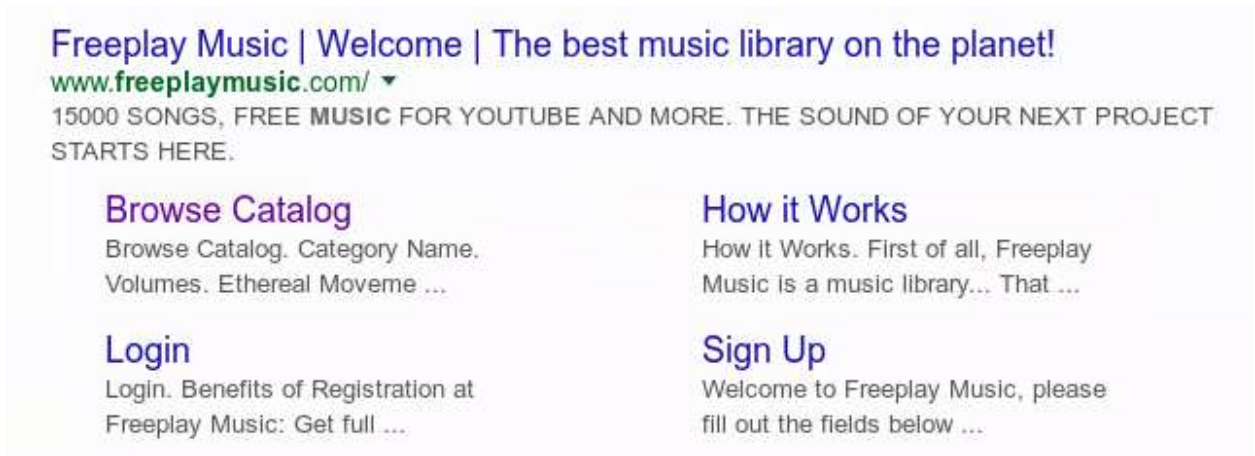 Freeplay Music | Welcome | The best music library on the planet!
www.freeplaymusic.com/
15000 SONGS, FREE MUSIC FOR YOUTUBE AND MORE. THE SOUND OF YOUR NEXT PROJECT
STARTS HERE.
Browse Catalog
Browse Catalog. Category Name.
Volumes. Ethereal Moveme ...
How it Works
How it Works. First of all, Freeplay
Music is a music library... That ...
Login
Login. Benefits of Registration at
Freeplay Music: Get full ...
Sign Up
Welcome to Freeplay Music, please
fill out the fields below ...